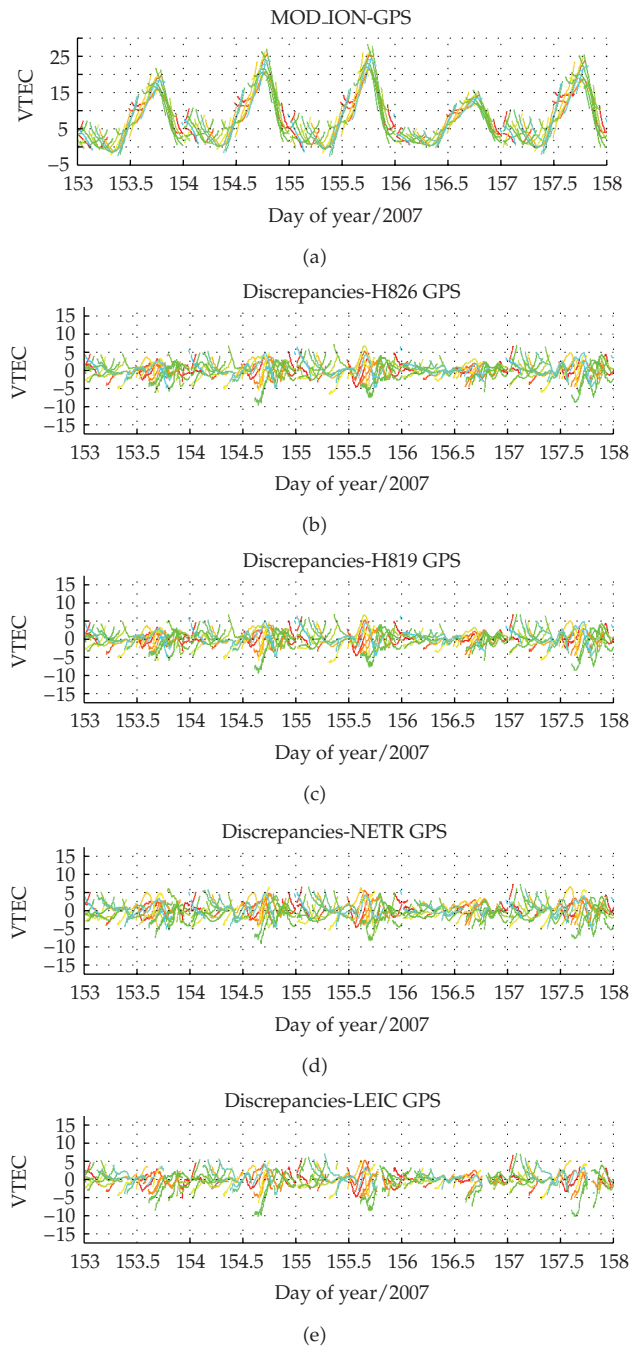 MOD_ION-GPS
VTEC
25
15
5
−5
153 153.5 154 154.5 155 155.5 156 156.5 157 157.5 158
Day of year/2007
(a)
Discrepancies-H826 GPS
VTEC
15
10
5
0
−5
−10
−15
153 153.5 154 154.5 155 155.5 156 156.5 157 157.5 158
Day of year/2007
(b)
Discrepancies-H819 GPS
VTEC
15
10
5
0
−5
−10
−15
153 153.5 154 154.5 155 155.5 156 156.5 157 157.5 158
Day of year/2007
(c)
Discrepancies-NETR GPS
VTEC
15
10
5
0
−5
−10
−15
153 153.5 154 154.5 155 155.5 156 156.5 157 157.5 158
Day of year/2007
(d)
Discrepancies-LEIC GPS
VTEC
15
10
5
0
−5
−10
−15
153 153.5 154 154.5 155 155.5 156 156.5 157 157.5 158
Day of year/2007
(e)